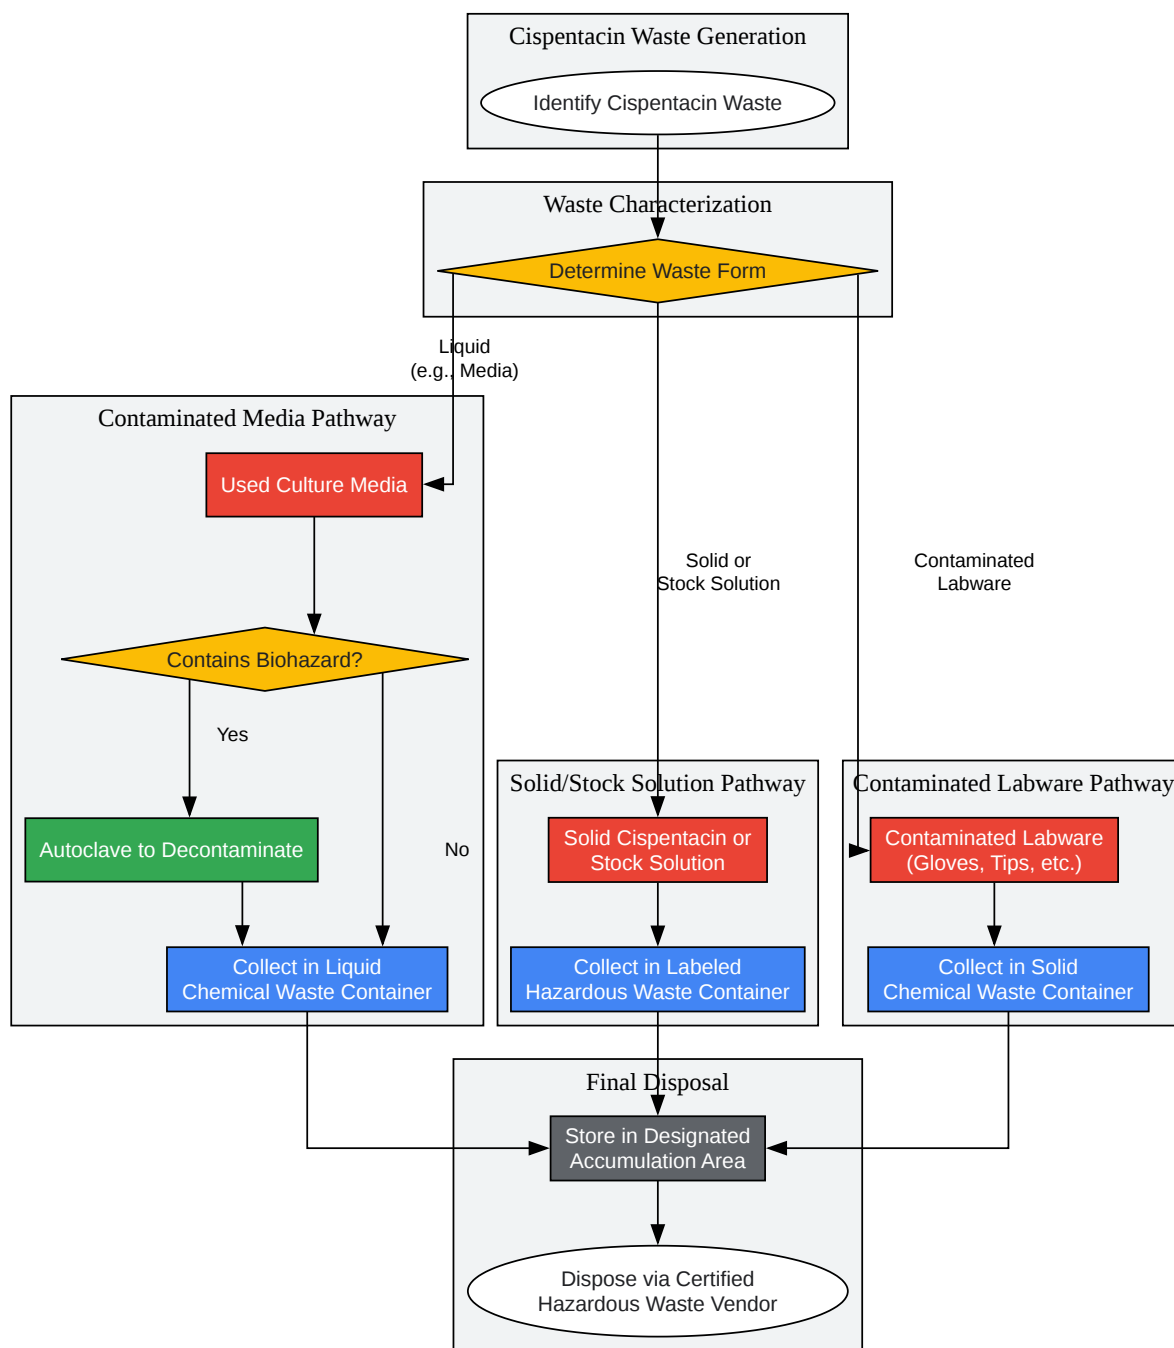 Cispentacin Waste Generation
Identify Cispentacin Waste
Waste Characterization
Determine Waste Form
Liquid
(e.g., Media)
Contaminated Media Pathway
Used Culture Media
Solid or
Stock Solution
Contaminated
Labware
Contains Biohazard?
Yes
Solid/Stock Solution Pathway
Contaminated Labware Pathway
Autoclave to Decontaminate
No
Solid Cispentacin or
Stock Solution
Contaminated Labware
(Gloves, Tips, etc.)
Collect in Liquid
Chemical Waste Container
Collect in Labeled
Hazardous Waste Container
Collect in Solid
Chemical Waste Container
Final Disposal
Store in Designated
Accumulation Area
Dispose via Certified
Hazardous Waste Vendor